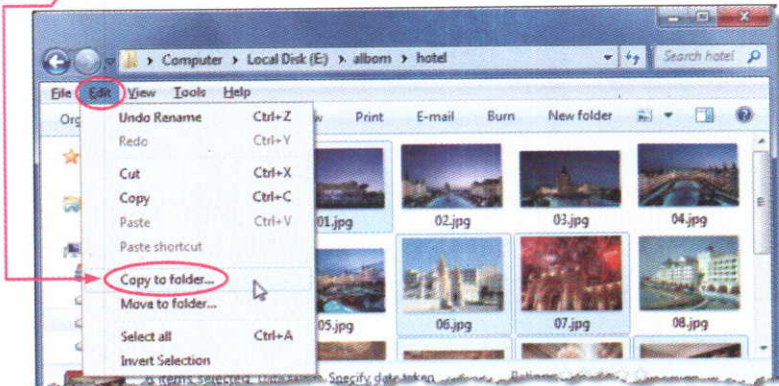 Computer Local Disk (E:) albom hotel Search hotel
File Edit View Tools Help
Org w Print E-mail Burn New folder
Undo Rename Ctrl+Z
Redo Ctrl+Y
Cut Ctrl+X
Copy Ctrl+C
Paste Ctrl+V
Paste shortcut
Copy to folder...
Move to folder...
Select all Ctrl+A
Invert Selection
01.jpg 02.jpg 03.jpg 04.jpg
05.jpg 06.jpg 07.jpg 08.jpg
items selected Specify date taken